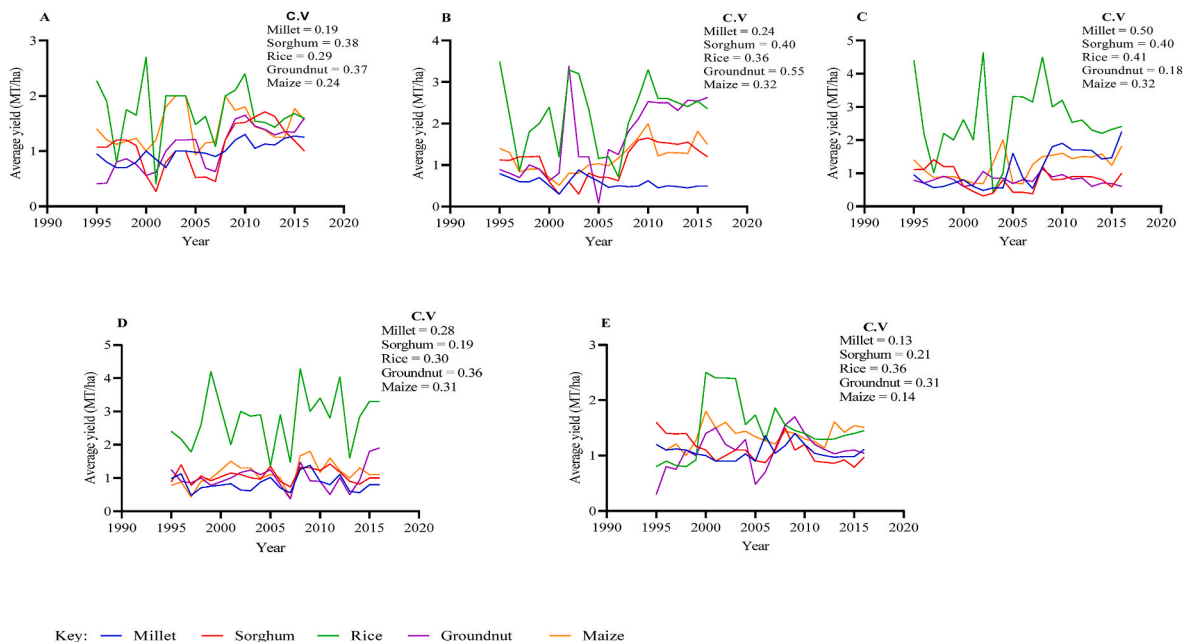 A
C.V
Millet = 0.19
Sorghum = 0.38
Rice = 0.29
Groundnut = 0.37
Maize = 0.24
Average yield (MT/ha)
3
2
1
0
1990 1995 2000 2005 2010 2015 2020
Year
B
C.V
Millet = 0.24
Sorghum = 0.40
Rice = 0.36
Groundnut = 0.55
Maize = 0.32
Average yield (MT/ha)
4
3
2
1
0
1990 1995 2000 2005 2010 2015 2020
Year
C
C.V
Millet = 0.50
Sorghum = 0.40
Rice = 0.41
Groundnut = 0.18
Maize = 0.32
Average yield (MT/ha)
5
4
3
2
1
0
1990 1995 2000 2005 2010 2015 2020
Year
D
C.V
Millet = 0.28
Sorghum = 0.19
Rice = 0.30
Groundnut = 0.36
Maize = 0.31
Average yield (MT/ha)
5
4
3
2
1
0
1990 1995 2000 2005 2010 2015 2020
Year
E
C.V
Millet = 0.13
Sorghum = 0.21
Rice = 0.36
Groundnut = 0.31
Maize = 0.14
Average yield (MT/ha)
3
2
1
0
1990 1995 2000 2005 2010 2015 2020
Year
Key: Millet Sorghum Rice Groundnut Maize